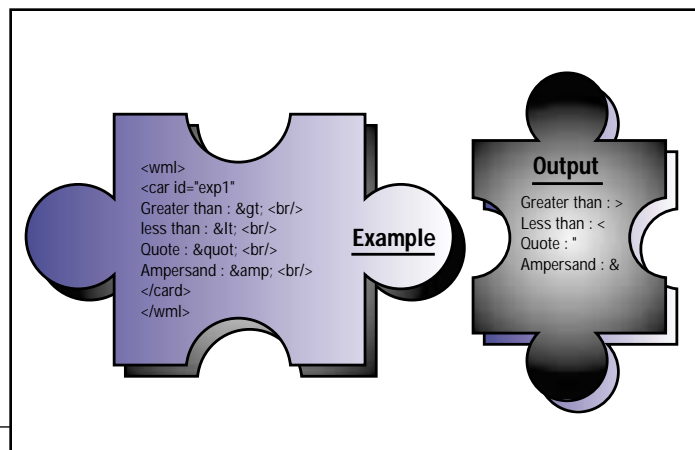 <wml>
<car id="exp1"
Greater than : &gt; <br/>
less than : &lt; <br/>
Quote : &quot; <br/>
Ampersand : &amp; <br/>
</card>
</wml>
Example
Output
Greater than : >
Less than : <
Quote : "
Ampersand : &